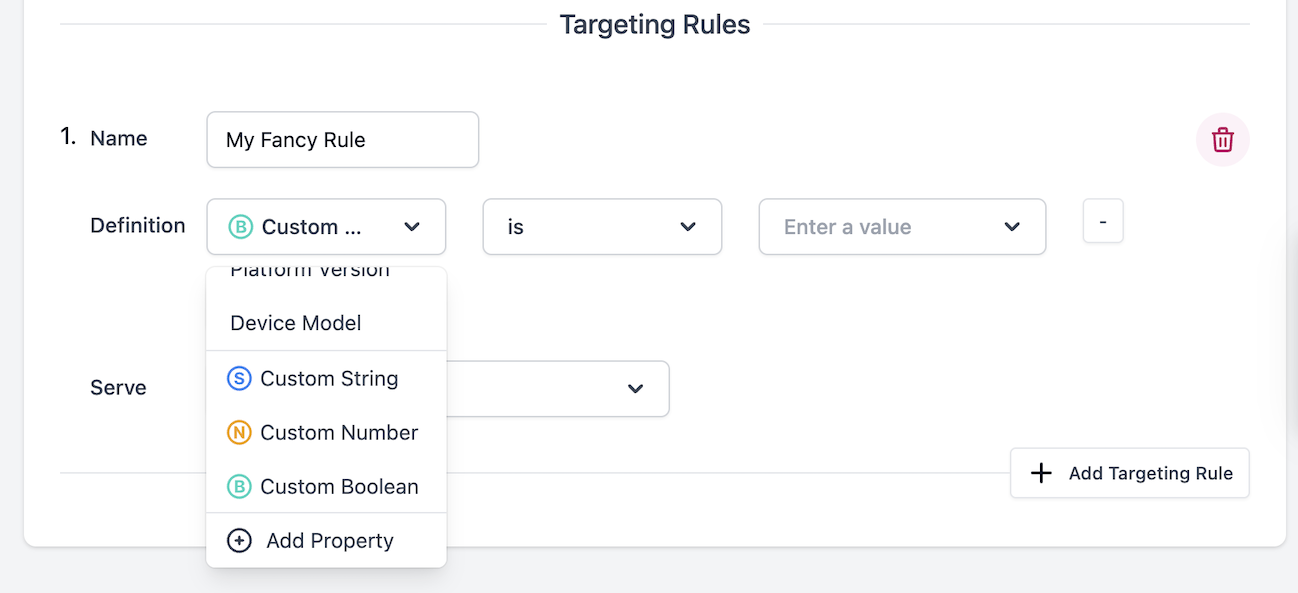 Targeting Rules
1. Name My Fancy Rule
Definition B Custom ... is Enter a value -
Platform Version
Device Model
Serve
S Custom String
N Custom Number
B Custom Boolean
Add Targeting Rule
Add Property